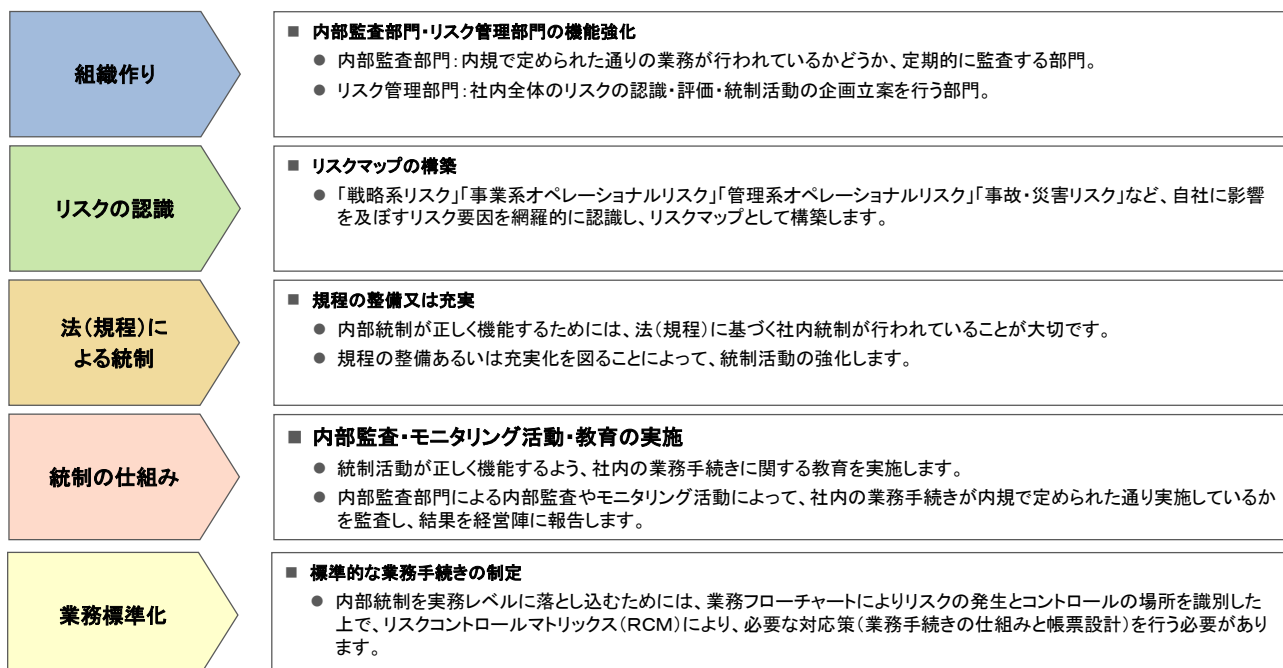 組織作り
■ 内部監査部門・リスク管理部門の機能強化
● 内部監査部門：内規で定められた通りの業務が行われているかどうか、定期的に監査する部門。
● リスク管理部門：社内全体のリスクの認識・評価・統制活動の企画立案を行う部門。
リスクの認識
■ リスクマップの構築
● 「戦略系リスク」「事業系オペレーショナルリスク」「管理系オペレーショナルリスク」「事故・災害リスク」など、自社に影響
を及ぼすリスク要因を網羅的に認識し、リスクマップとして構築します。
法（規程）に
よる統制
■ 規程の整備又は充実
● 内部統制が正しく機能するためには、法（規程）に基づく社内統制が行われていることが大切です。
● 規程の整備あるいは充実化を図ることによって、統制活動の強化します。
統制の仕組み
■ 内部監査・モニタリング活動・教育の実施
● 統制活動が正しく機能するよう、社内の業務手続きに関する教育を実施します。
● 内部監査部門による内部監査やモニタリング活動によって、社内の業務手続きが内規で定められた通り実施しているか
を監査し、結果を経営陣に報告します。
業務標準化
■ 標準的な業務手続きの制定
● 内部統制を実務レベルに落とし込むためには、業務フローチャートによりリスクの発生とコントロールの場所を識別した
上で、リスクコントロールマトリックス（RCM）により、必要な対応策（業務手続きの仕組みと帳票設計）を行う必要があり
ます。